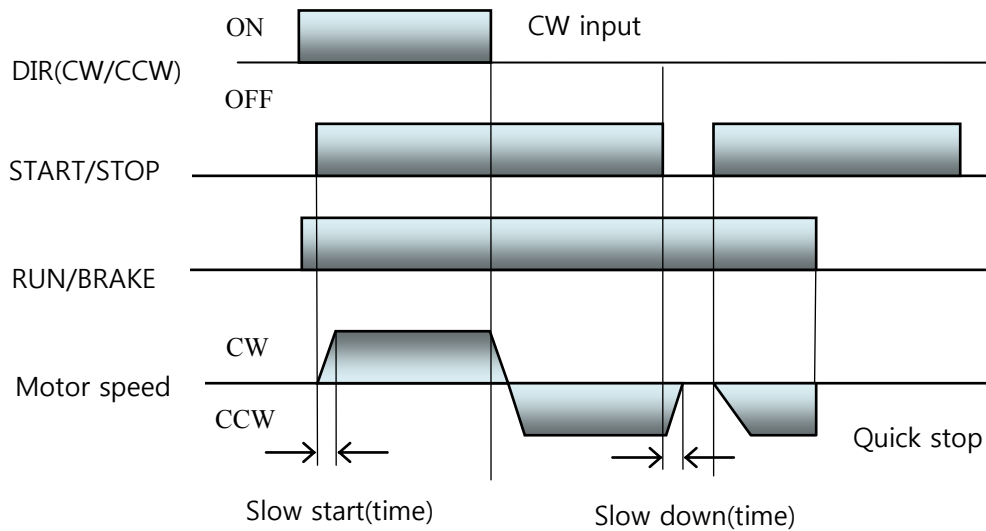 ON
CW input
DIR(CW/CCW)
OFF
START/STOP
RUN/BRAKE
CW
Motor speed
CCW
Quick stop
Slow start(time)
Slow down(time)